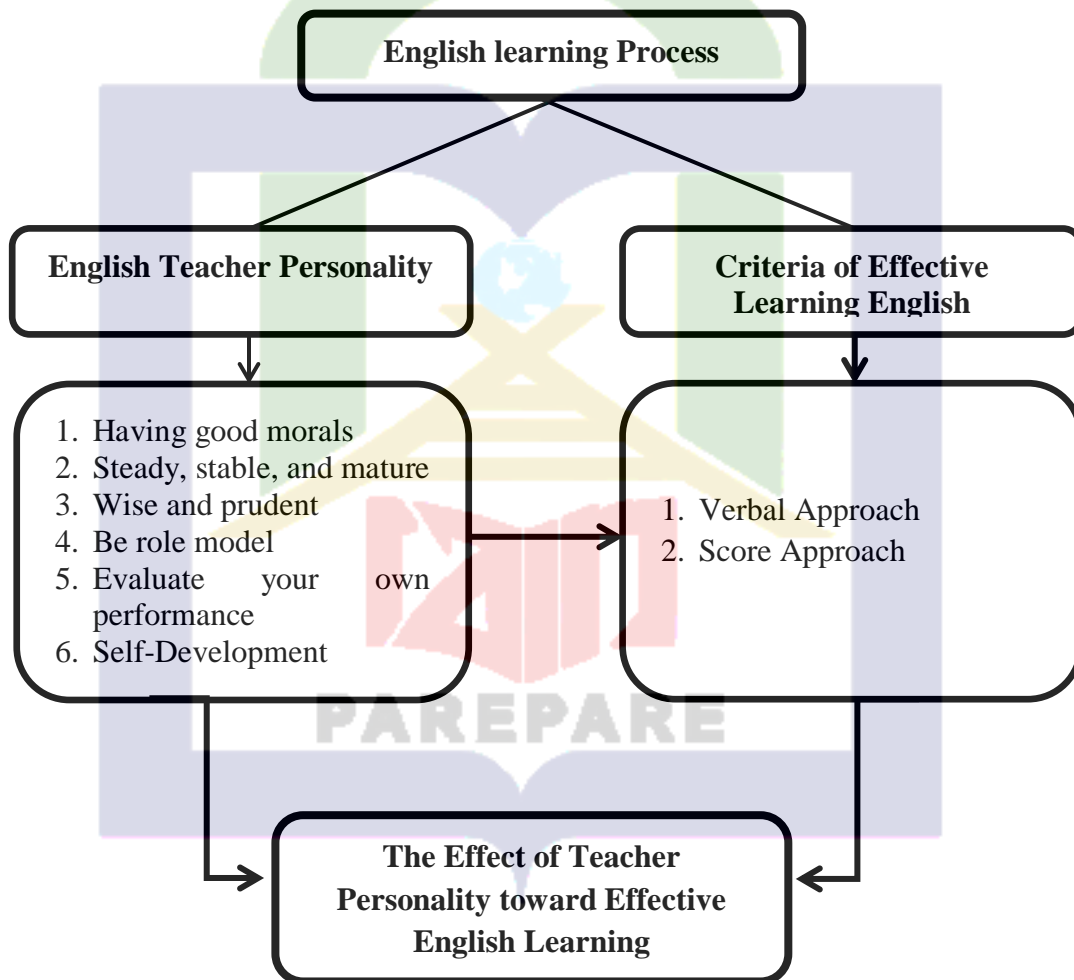 English learning Process
English Teacher Personality
Criteria of Effective
Learning English
1. Having good morals
2. Steady, stable, and mature
3. Wise and prudent
4. Be role model
5. Evaluate your own
performance
6. Self-Development
1. Verbal Approach
2. Score Approach
PAREPARE
The Effect of Teacher
Personality toward Effective
English Learning